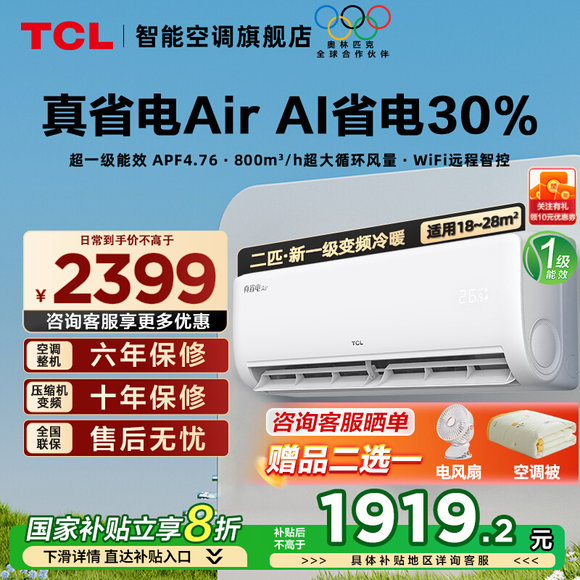 TCL 智能空调旗舰店
奥林匹克
全球合作伙伴
真省电Air AI省电30%
超一级能效 APF4.76·800m³/h超大循环风量·WiFi远程智控
关注有礼
领10元优惠券
二匹·新一级变频冷暖
适用18~28m²
1级
能效
日常到手价不高于
¥2399
咨询客服享更多优惠
空调
整机
六年保修
压缩机
变频
十年保修
全国
联保
售后无忧
真省电Air
26.5
TCL
咨询客服晒单
赠品二选一
电风扇
空调被
国家补贴立享8折
下滑详情 直达补贴入口
补贴后
不高于
1919.2元
具体补贴地区详询客服